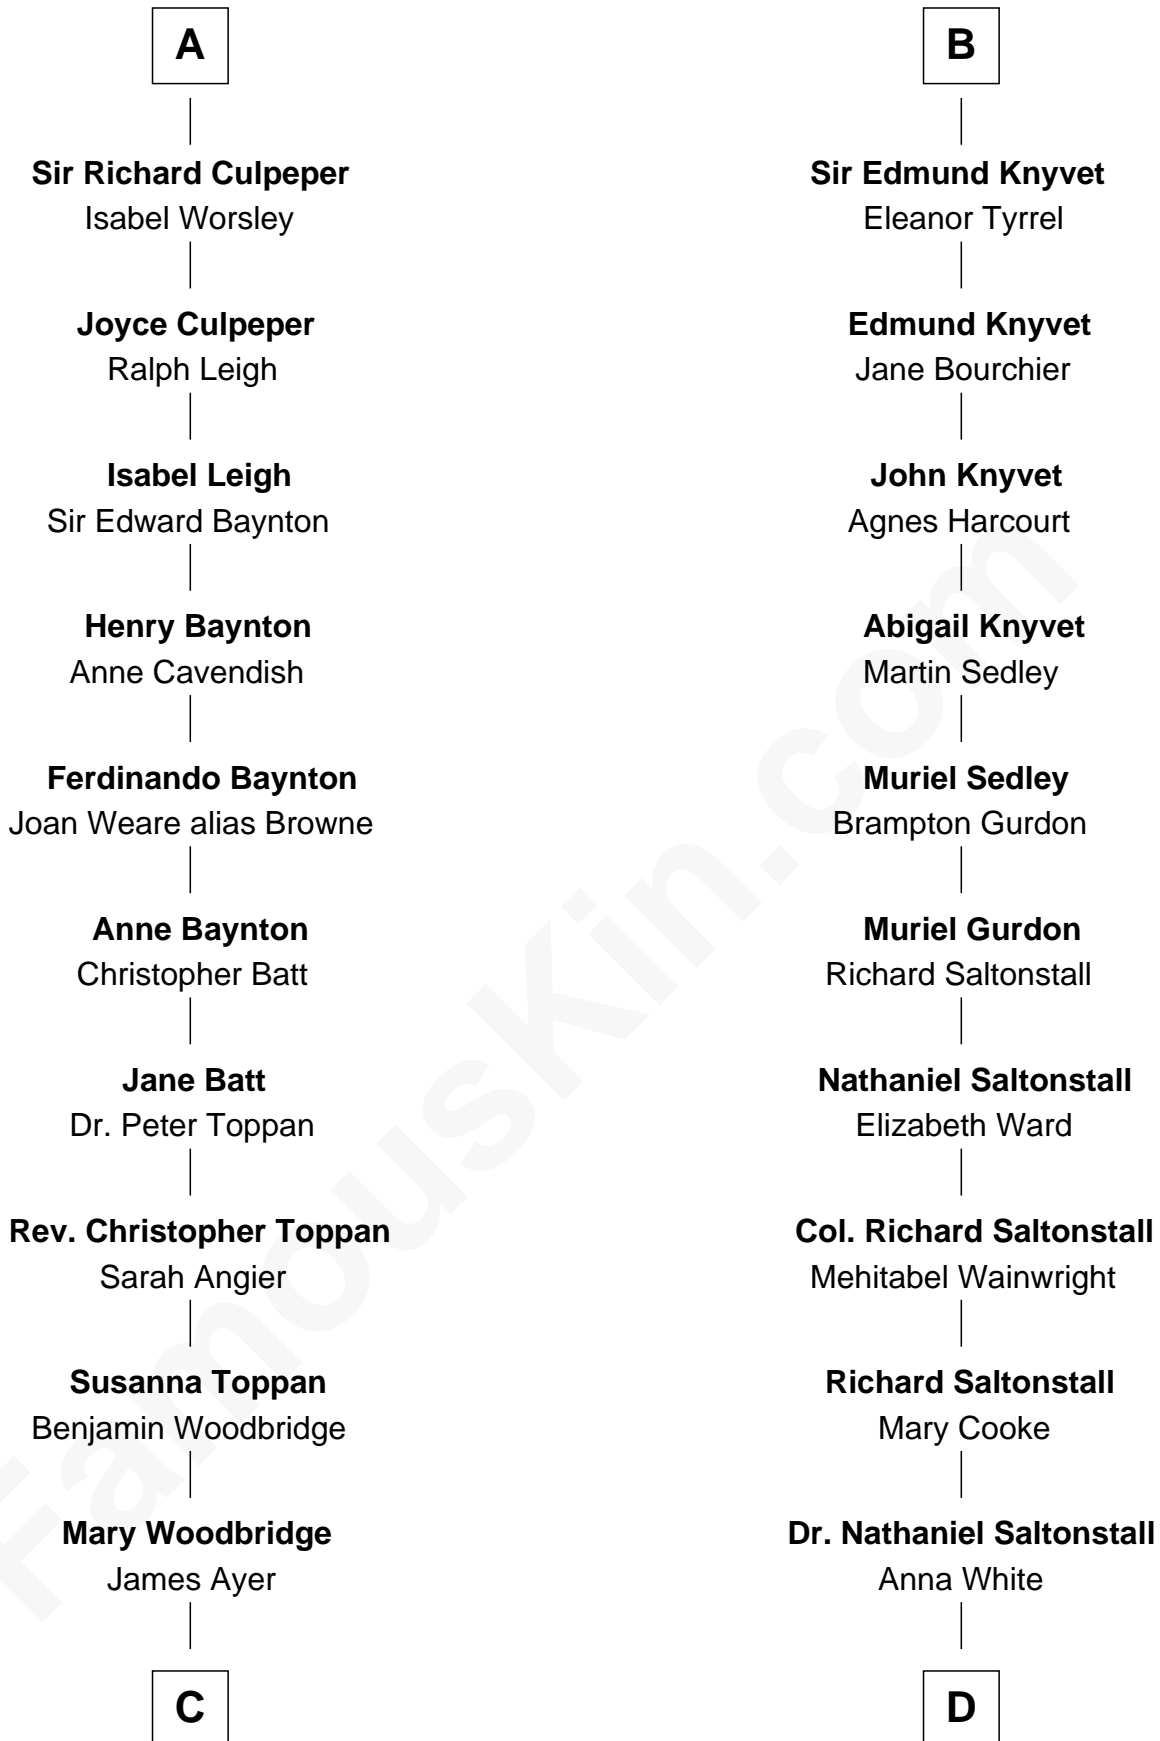 A
Sir Richard Culpeper
Isabel Worsley
Joyce Culpeper
Ralph Leigh
Isabel Leigh
Sir Edward Baynton
Henry Baynton
Anne Cavendish
Ferdinando Baynton
Joan Weare alias Browne
Anne Baynton
Christopher Batt
Jane Batt
Dr. Peter Toppan
Rev. Christopher Toppan
Sarah Angier
Susanna Toppan
Benjamin Woodbridge
Mary Woodbridge
James Ayer
C
B
Sir Edmund Knyvet
Eleanor Tyrrel
Edmund Knyvet
Jane Bourchier
John Knyvet
Agnes Harcourt
Abigail Knyvet
Martin Sedley
Muriel Sedley
Brampton Gurdon
Muriel Gurdon
Richard Saltonstall
Nathaniel Saltonstall
Elizabeth Ward
Col. Richard Saltonstall
Mehitabel Wainwright
Richard Saltonstall
Mary Cooke
Dr. Nathaniel Saltonstall
Anna White
D
FamousKin.com